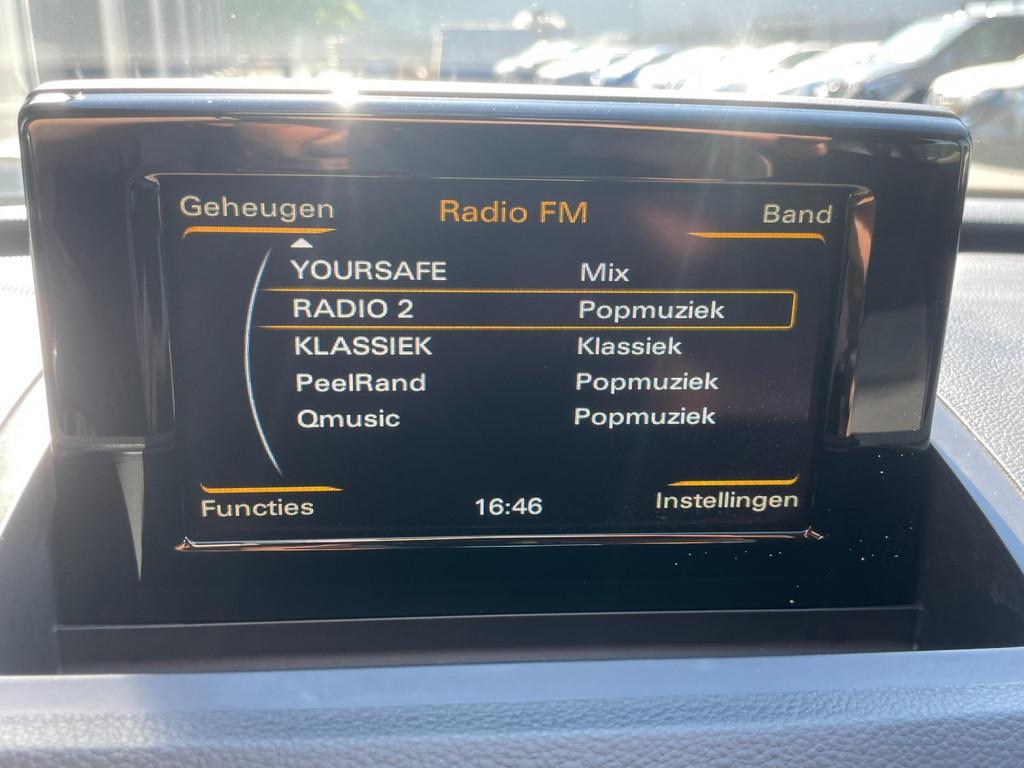 Geheugen Radio FM Band
YOURSAFE Mix
RADIO 2 Popmuziek
KLASSIEK Klassiek
PeelRand Popmuziek
Qmusic Popmuziek
Functies 16:46 Instellingen